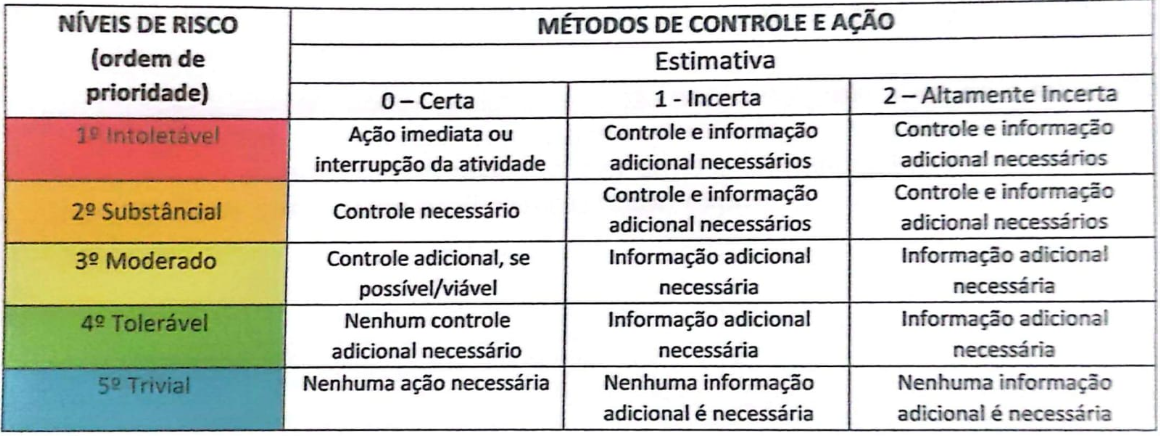 NÍVEIS DE RISCO
(ordem de
prioridade)
MÉTODOS DE CONTROLE E AÇÃO
Estimativa
0 – Certa
1 - Incerta
2 – Altamente Incerta
1º Intoletável
Ação imediata ou
interrupção da atividade
Controle e informação
adicional necessários
Controle e informação
adicional necessários
2º Substâncial
Controle necessário
Controle e informação
adicional necessários
Controle e informação
adicional necessários
3º Moderado
Controle adicional, se
possível/viável
Informação adicional
necessária
Informação adicional
necessária
4º Tolerável
Nenhum controle
adicional necessário
Informação adicional
necessária
Informação adicional
necessária
5º Trivial
Nenhuma ação necessária
Nenhuma informação
adicional é necessária
Nenhuma informação
adicional é necessária